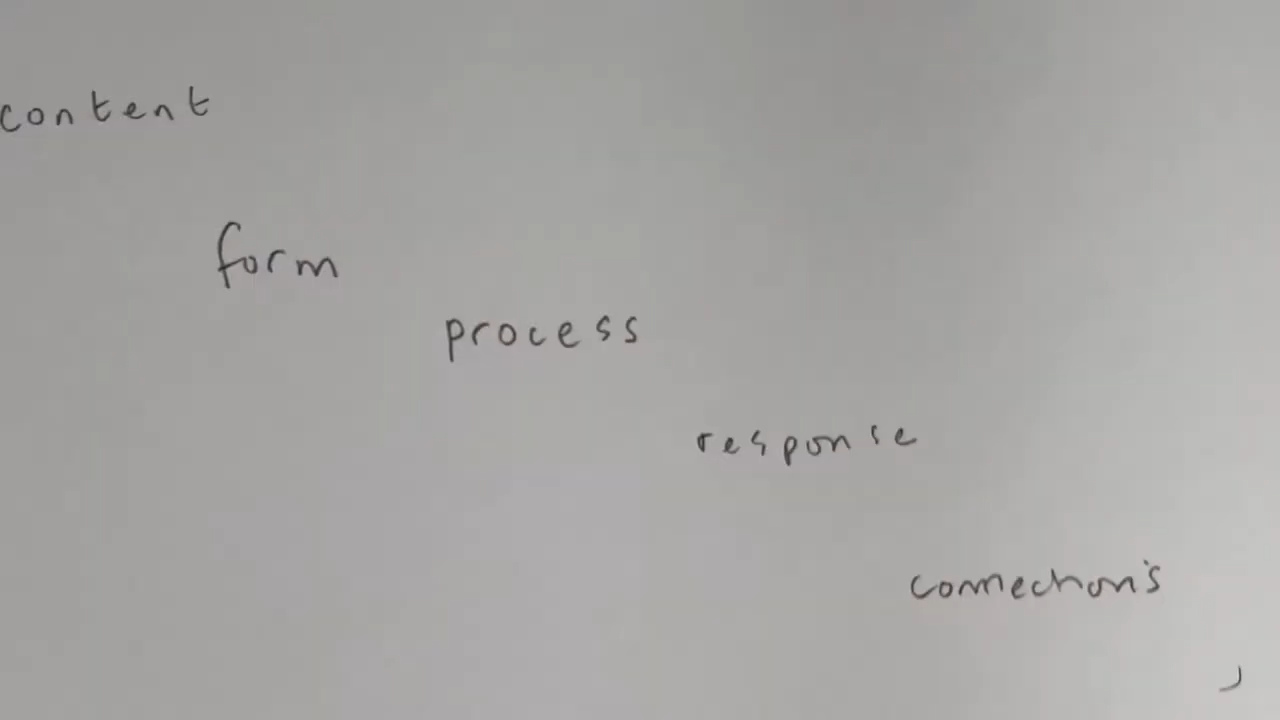 content
form
process
response
connections